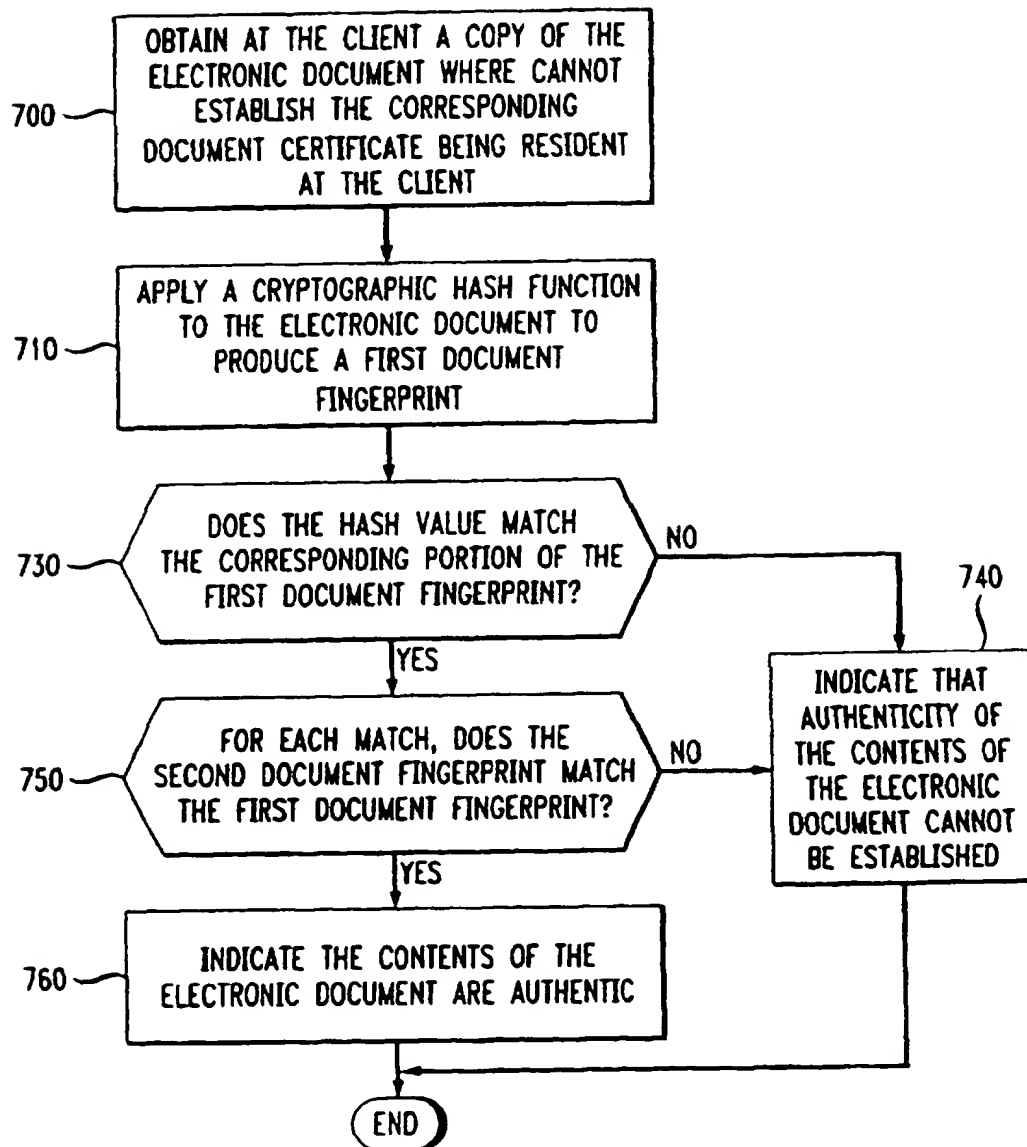 700
OBTAIN AT THE CLIENT A COPY OF THE
ELECTRONIC DOCUMENT WHERE CANNOT
ESTABLISH THE CORRESPONDING
DOCUMENT CERTIFICATE BEING RESIDENT
AT THE CLIENT
710
APPLY A CRYPTOGRAPHIC HASH FUNCTION
TO THE ELECTRONIC DOCUMENT TO
PRODUCE A FIRST DOCUMENT
FINGERPRINT
730
DOES THE HASH VALUE MATCH
THE CORRESPONDING PORTION OF THE
FIRST DOCUMENT FINGERPRINT?
NO
YES
740
INDICATE THAT
AUTHENTICITY OF
THE CONTENTS OF
THE ELECTRONIC
DOCUMENT CANNOT
BE ESTABLISHED
750
FOR EACH MATCH, DOES THE
SECOND DOCUMENT FINGERPRINT MATCH
THE FIRST DOCUMENT FINGERPRINT?
NO
YES
760
INDICATE THE CONTENTS OF THE
ELECTRONIC DOCUMENT ARE AUTHENTIC
END